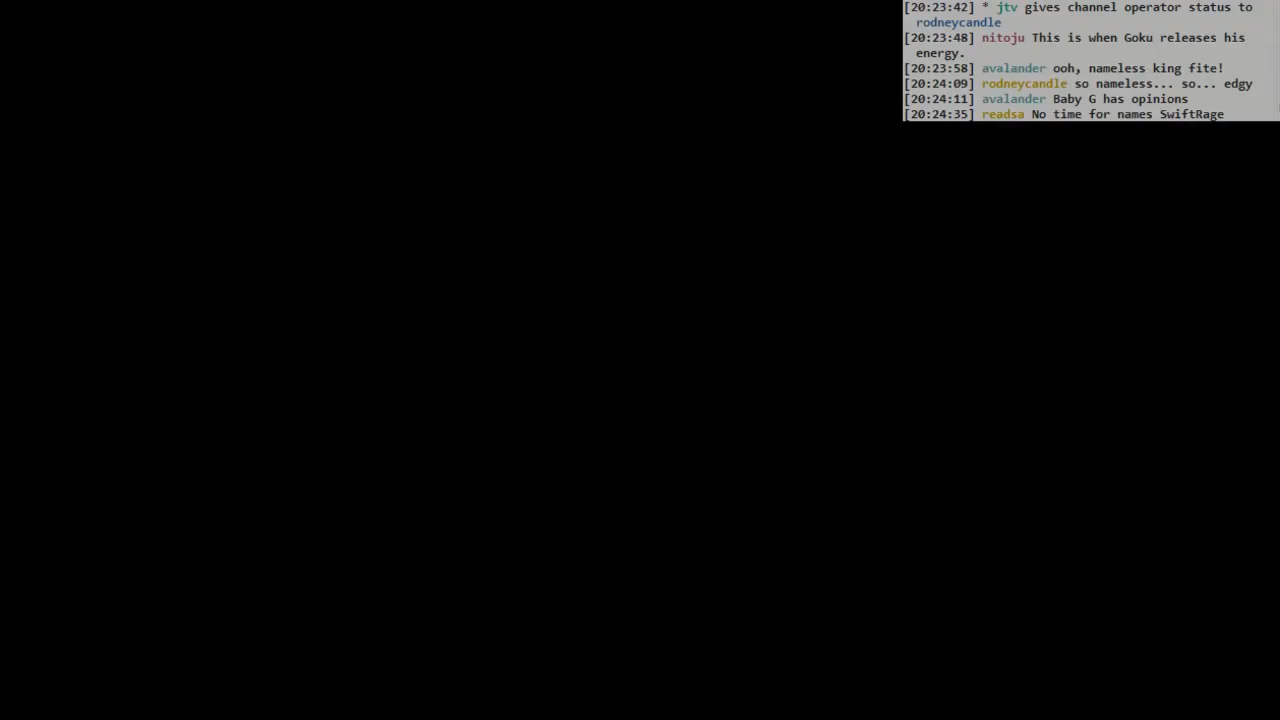 [20:23:42] * jtv gives channel operator status to
rodneycandle
[20:23:48] nitoju This is when Goku releases his
energy.
[20:23:58] avalander ooh, nameless king fite!
[20:24:09] rodneycandle so nameless... so... edgy
[20:24:11] avalander Baby G has opinions
[20:24:35] readsa No time for names SwiftRage